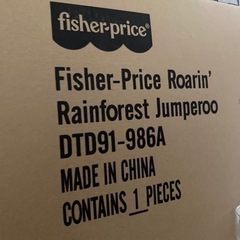 fisher-price®
Fisher-Price Roarin'
Rainforest Jumperoo
DTD91-986A
MADE IN CHINA
CONTAINS 1 PIECES